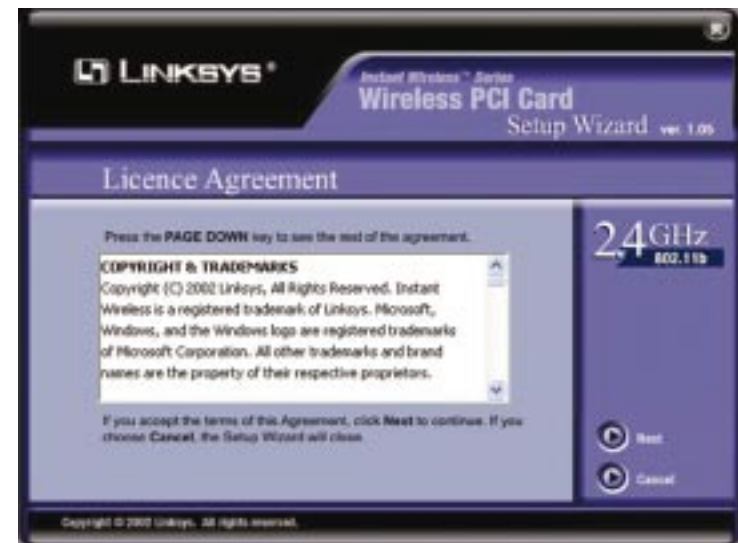 LINKSYS®
Instant Wireless™ Series
Wireless PCI Card
Setup Wizard ver. 1.05
Licence Agreement
Press the PAGE DOWN key to see the rest of the agreement.
COPYRIGHT & TRADEMARKS
Copyright (C) 2002 Linksys, All Rights Reserved. Instant
Wireless is a registered trademark of Linksys. Microsoft,
Windows, and the Windows logo are registered trademarks
of Microsoft Corporation. All other trademarks and brand
names are the property of their respective proprietors.
If you accept the terms of this Agreement, click Next to continue. If you
choose Cancel, the Setup Wizard will close.
2.4GHz
802.11b
Next
Cancel
Copyright © 2002 Linksys. All rights reserved.